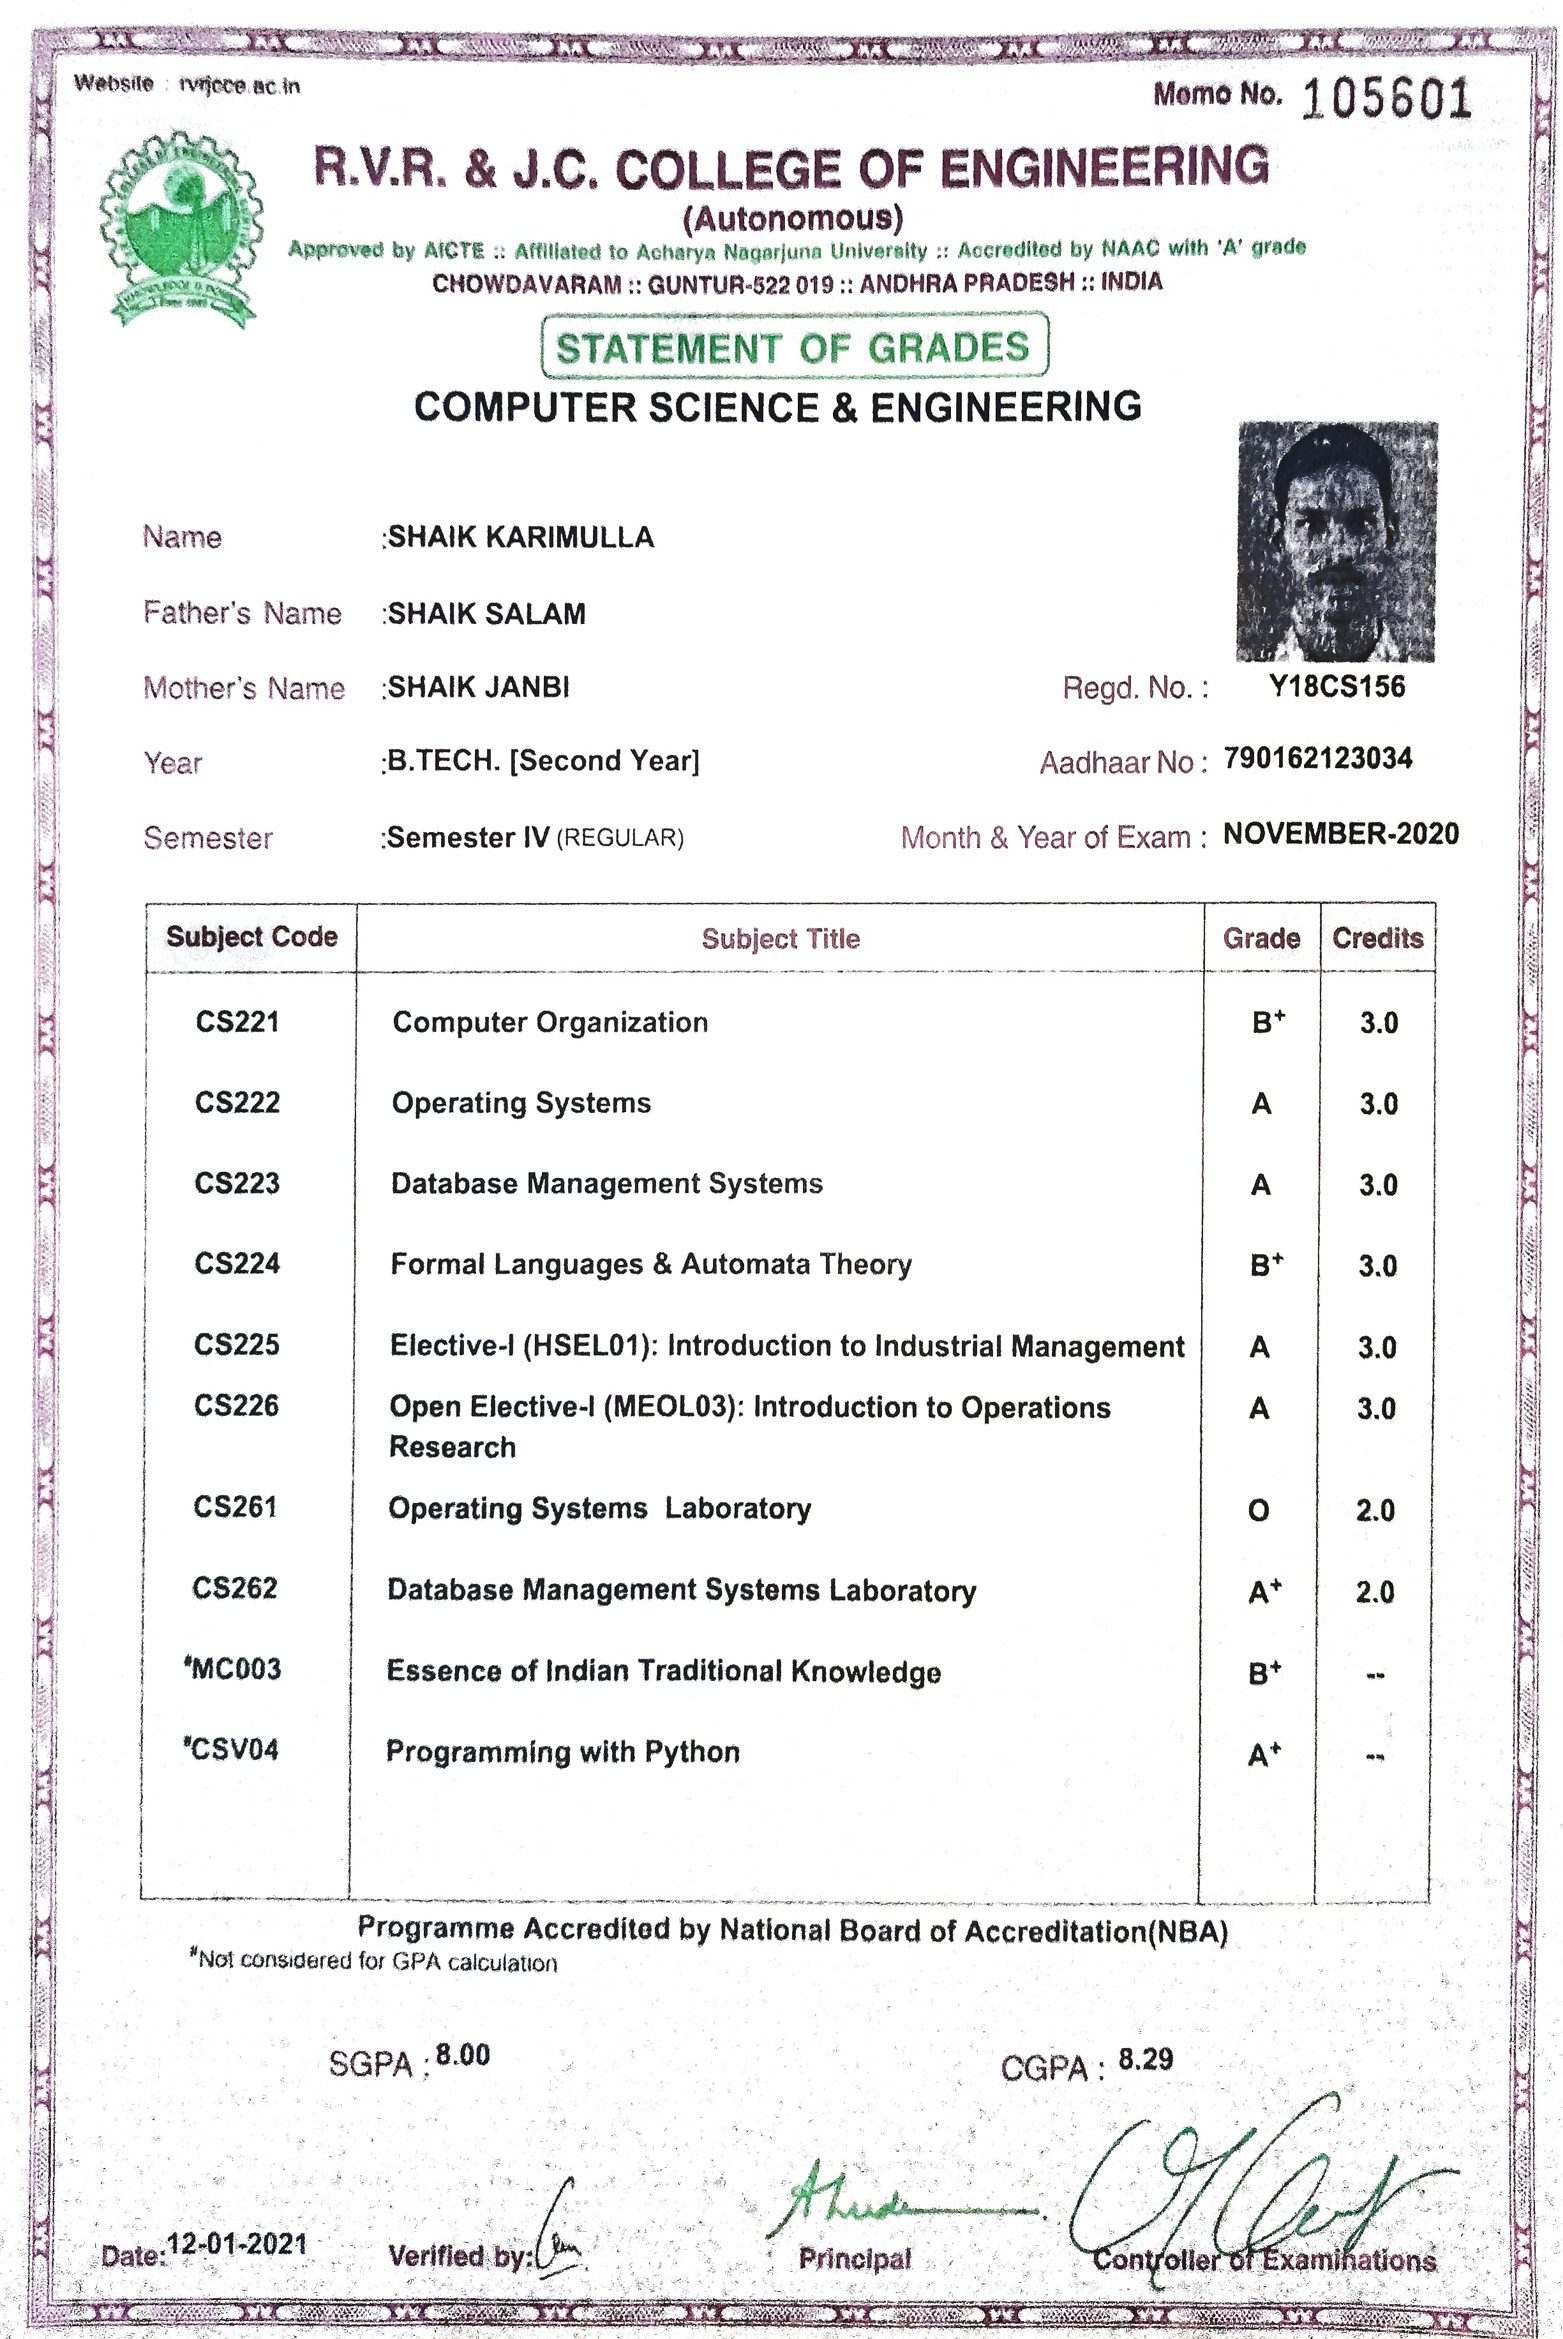 Website : rvrjcce.ac.in
Memo No. 105601
R.V.R. & J.C. COLLEGE OF ENGINEERING
(Autonomous)
Approved by AICTE :: Affiliated to Acharya Nagarjuna University :: Accredited by NAAC with 'A' grade
CHOWDAVARAM :: GUNTUR-522 019 :: ANDHRA PRADESH :: INDIA
STATEMENT OF GRADES
COMPUTER SCIENCE & ENGINEERING
Name :SHAIK KARIMULLA
Father's Name :SHAIK SALAM
Mother's Name :SHAIK JANBI Regd. No. : Y18CS156
Year :B.TECH. [Second Year] Aadhaar No : 790162123034
Semester :Semester IV (REGULAR) Month & Year of Exam : NOVEMBER-2020
Subject Code Subject Title Grade Credits
CS221 Computer Organization B+ 3.0
CS222 Operating Systems A 3.0
CS223 Database Management Systems A 3.0
CS224 Formal Languages & Automata Theory B+ 3.0
CS225 Elective-I (HSEL01): Introduction to Industrial Management A 3.0
CS226 Open Elective-I (MEOL03): Introduction to Operations A 3.0
Research
CS261 Operating Systems Laboratory O 2.0
CS262 Database Management Systems Laboratory A+ 2.0
#MC003 Essence of Indian Traditional Knowledge B+ --
#CSV04 Programming with Python A+ --
Programme Accredited by National Board of Accreditation(NBA)
#Not considered for GPA calculation
SGPA : 8.00 CGPA : 8.29
Date: 12-01-2021 Verified by: Principal Controller of Examinations